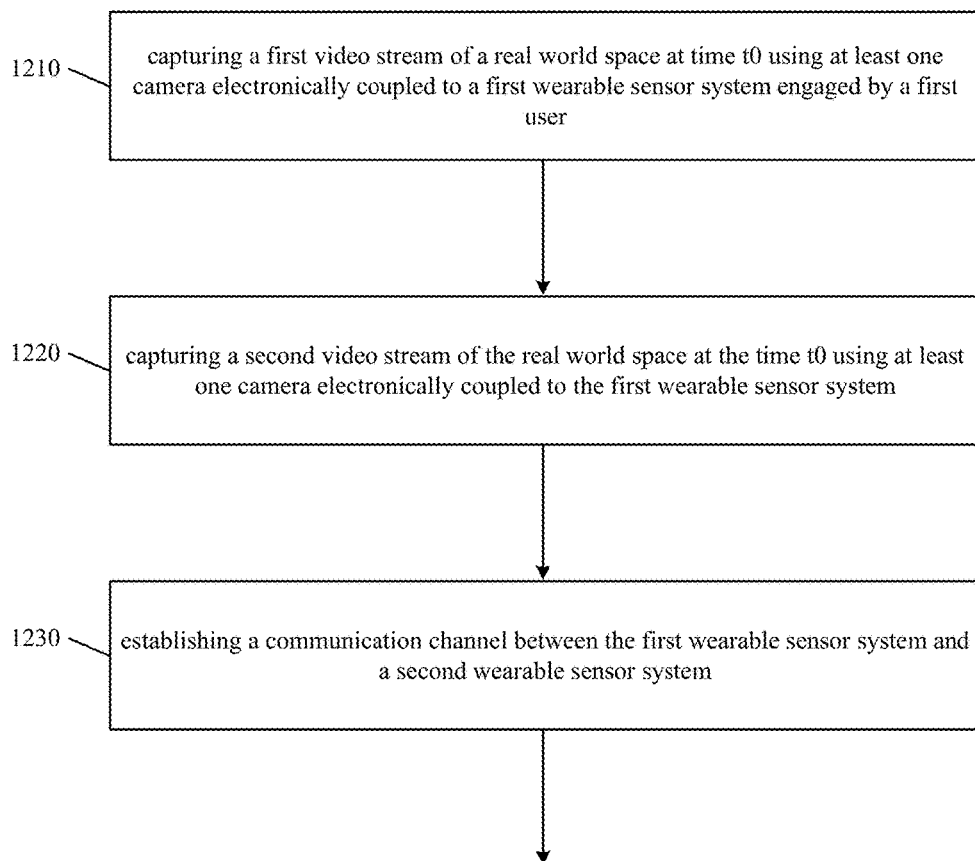 1210
capturing a first video stream of a real world space at time t0 using at least one
camera electronically coupled to a first wearable sensor system engaged by a first
user
1220
capturing a second video stream of the real world space at the time t0 using at least
one camera electronically coupled to the first wearable sensor system
1230
establishing a communication channel between the first wearable sensor system and
a second wearable sensor system